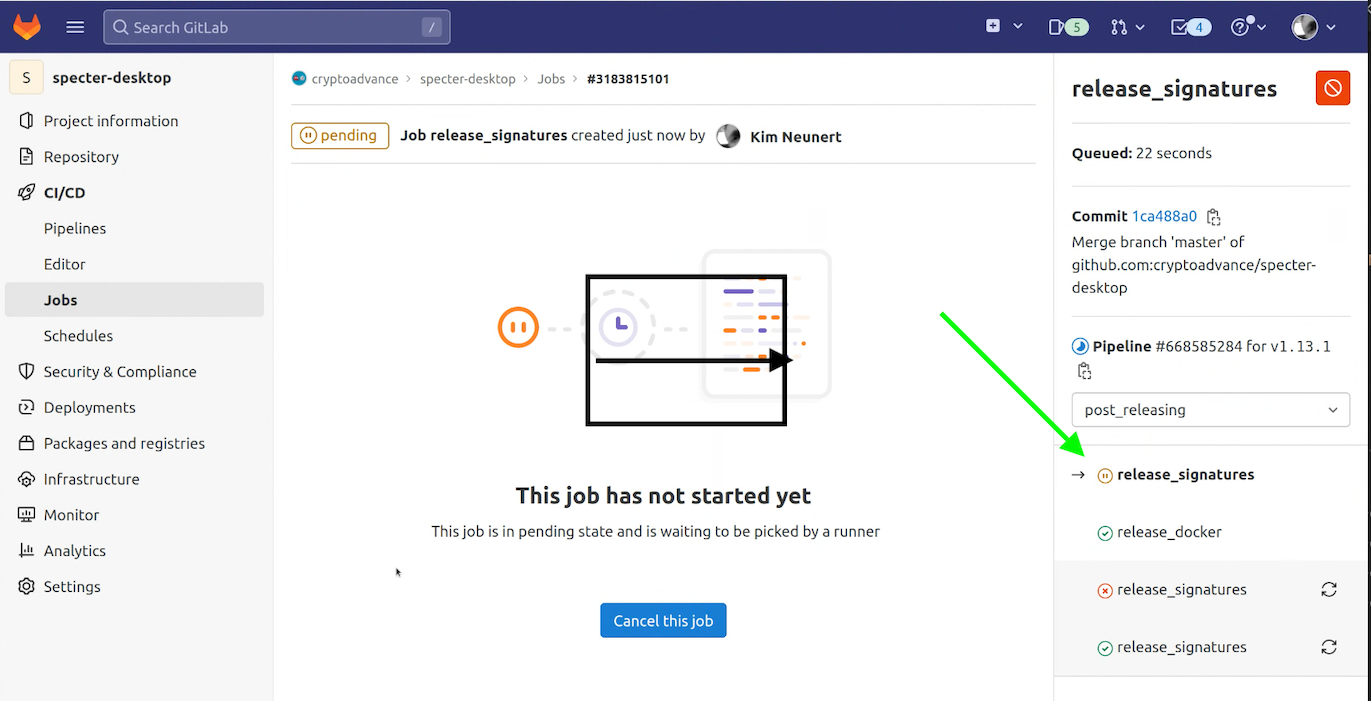 Search GitLab
/
5
4
S
specter-desktop
Project information
Repository
CI/CD
Pipelines
Editor
Jobs
Schedules
Security & Compliance
Deployments
Packages and registries
Infrastructure
Monitor
Analytics
Settings
cryptoadvance > specter-desktop > Jobs > #3183815101
pending
Job release_signatures created just now by Kim Neunert
This job has not started yet
This job is in pending state and is waiting to be picked by a runner
Cancel this job
release_signatures
Queued: 22 seconds
Commit 1ca488a0
Merge branch 'master' of
github.com:cryptoadvance/specter-
desktop
Pipeline #668585284 for v1.13.1
post_releasing
→ release_signatures
release_docker
release_signatures
release_signatures